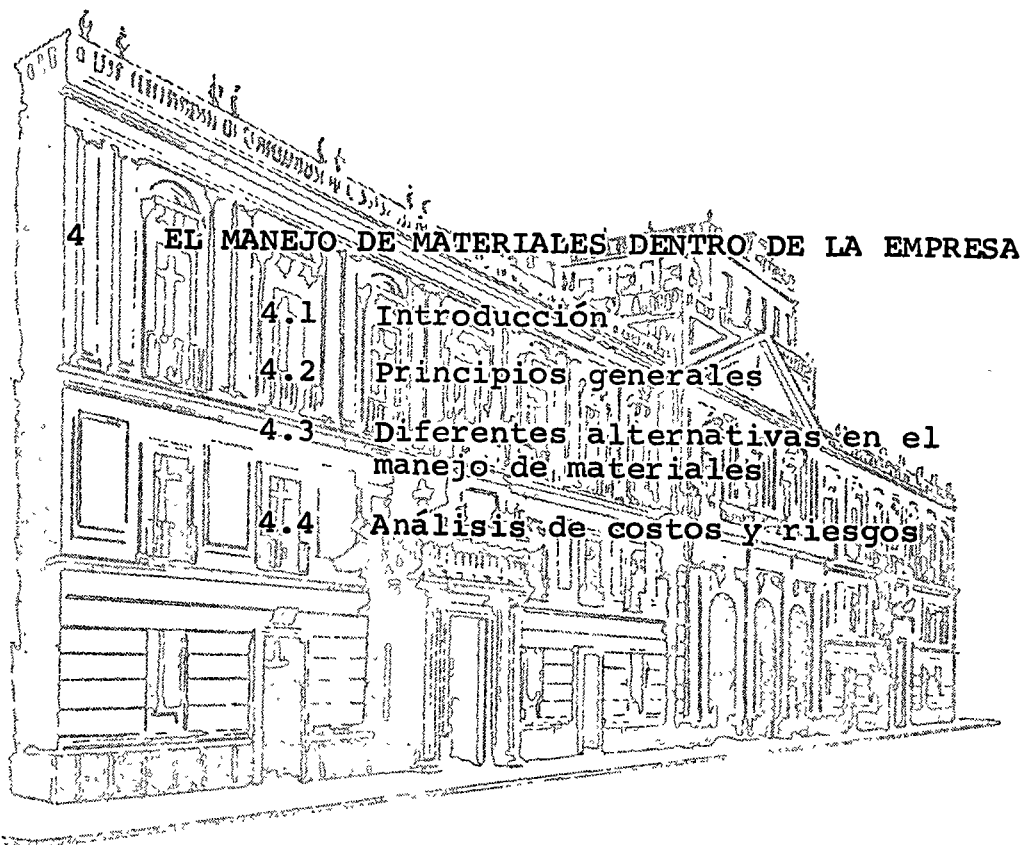 4 EL MANEJO DE MATERIALES DENTRO DE LA EMPRESA
4.1 Introducción
4.2 Principios generales
4.3 Diferentes alternativas en el
manejo de materiales
4.4 Análisis de costos y riesgos